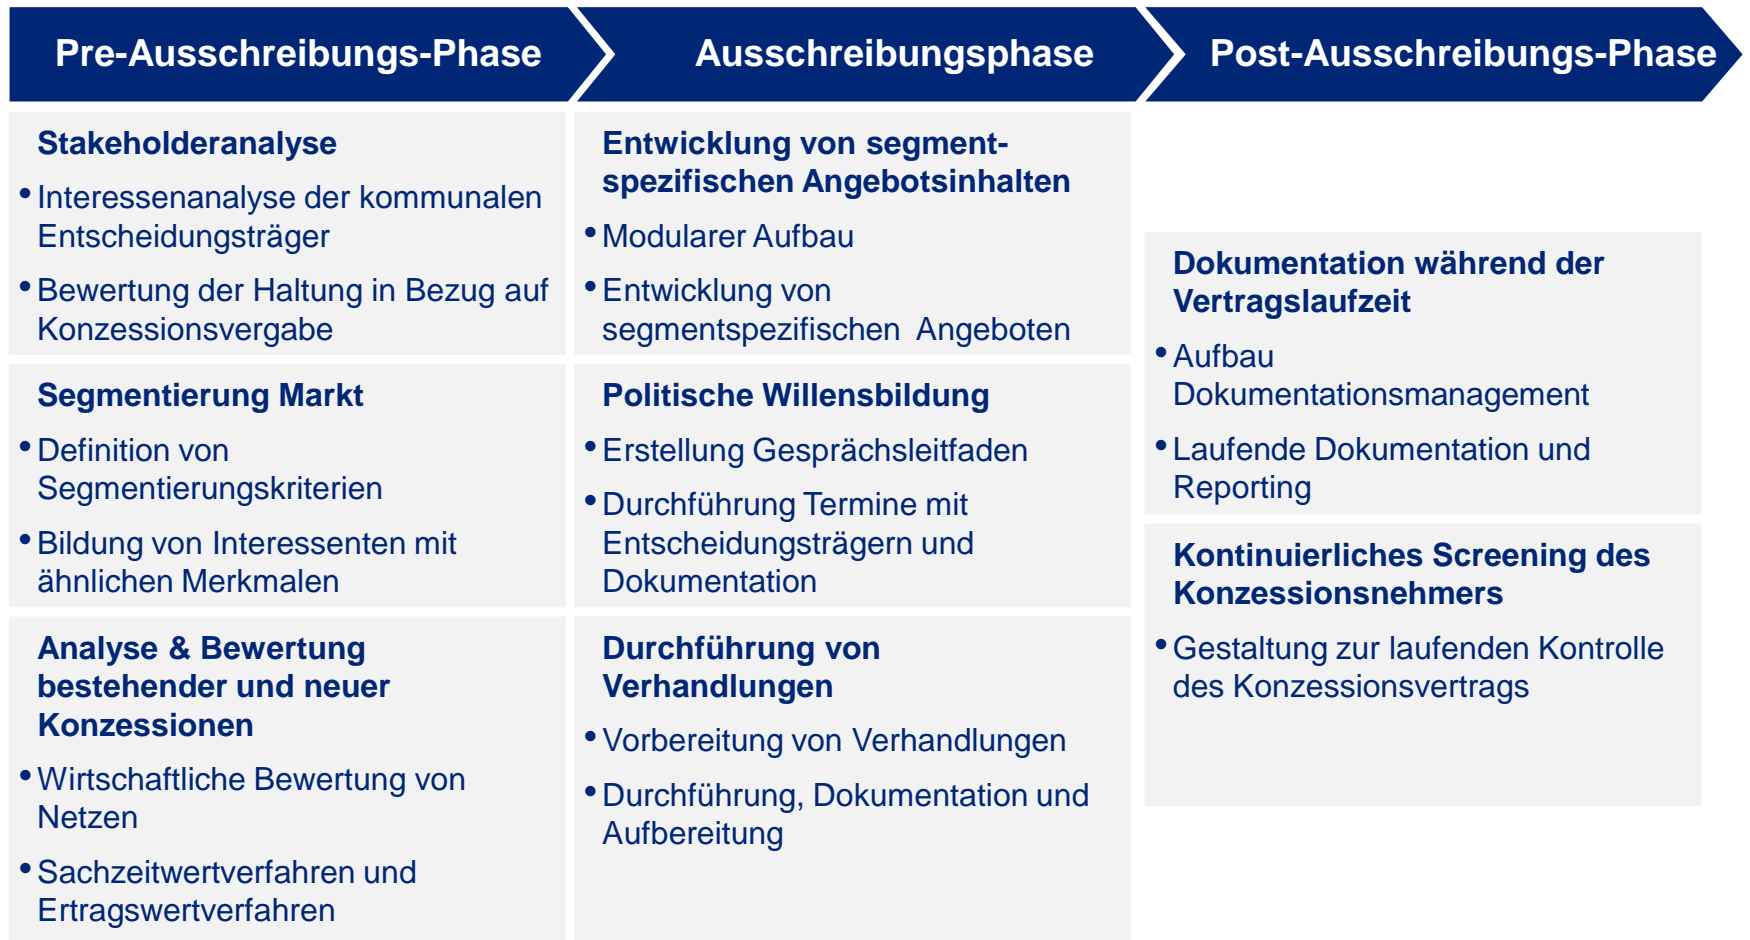 Pre-Ausschreibungs-Phase
Ausschreibungsphase
Post-Ausschreibungs-Phase
Stakeholderanalyse
• Interessenanalyse der kommunalen
Entscheidungsträger
• Bewertung der Haltung in Bezug auf
Konzessionsvergabe
Segmentierung Markt
• Definition von
Segmentierungskriterien
• Bildung von Interessenten mit
ähnlichen Merkmalen
Analyse & Bewertung
bestehender und neuer
Konzessionen
• Wirtschaftliche Bewertung von
Netzen
• Sachzeitwertverfahren und
Ertragswertverfahren
Entwicklung von segment-
spezifischen Angebotsinhalten
• Modularer Aufbau
• Entwicklung von
segmentspezifischen Angeboten
Politische Willensbildung
• Erstellung Gesprächsleitfaden
• Durchführung Termine mit
Entscheidungsträgern und
Dokumentation
Durchführung von
Verhandlungen
• Vorbereitung von Verhandlungen
• Durchführung, Dokumentation und
Aufbereitung
Dokumentation während der
Vertragslaufzeit
• Aufbau
Dokumentationsmanagement
• Laufende Dokumentation und
Reporting
Kontinuierliches Screening des
Konzessionsnehmers
• Gestaltung zur laufenden Kontrolle
des Konzessionsvertrags